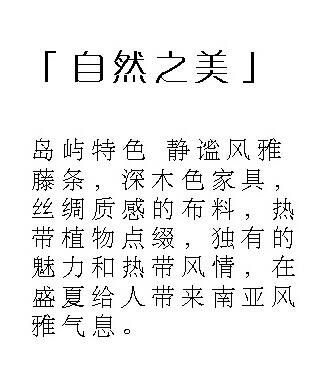 「自然之美」
岛屿特色 静谧风雅
藤条，深木色家具，
丝绸质感的布料，热
带植物点缀，独有的
魅力和热带风情，在
盛夏给人带来南亚风
雅气息。